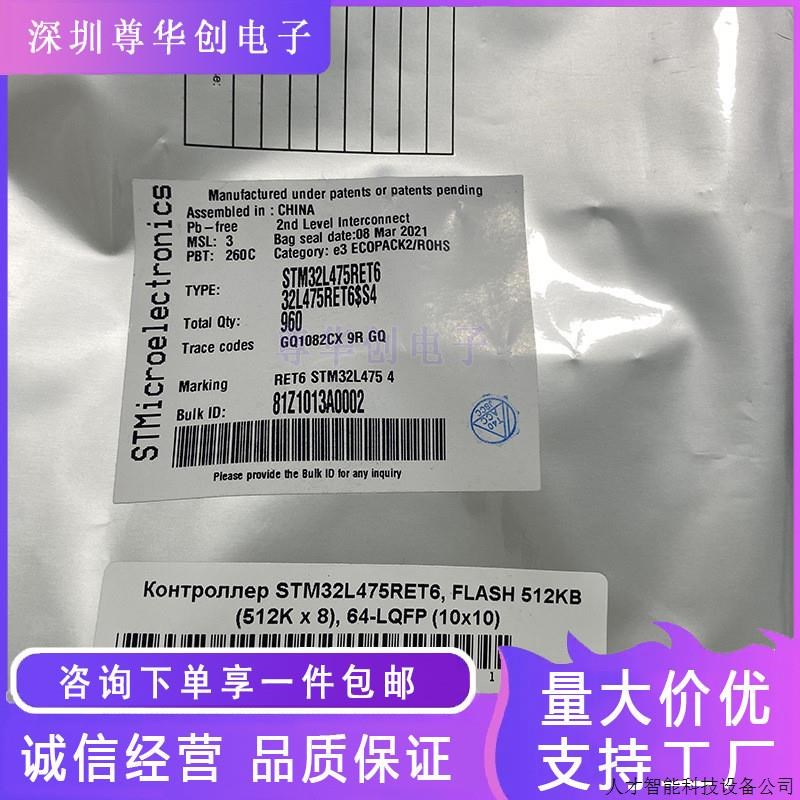 深圳尊华创电子
STMicroelectronics
Manufactured under patents or patents pending
Assembled in : CHINA
Pb-free 2nd Level Interconnect
MSL: 3 Bag seal date:08 Mar 2021
PBT: 260C Category: e3 ECOPACK2/ROHS
TYPE: STM32L475RET6
32L475RET6$S4
Total Qty: 960
Trace codes GQ1082CX 9R GQ
尊华创电子
Marking RET6 STM32L475 4
Bulk ID: 81Z1013A0002
Please provide the Bulk ID for any inquiry
Контроллер STM32L475RET6, FLASH 512KB
(512K x 8), 64-LQFP (10x10)
1
咨询下单享一件包邮
诚信经营 品质保证
量大价优
支持工厂
人才智能科技设备公司